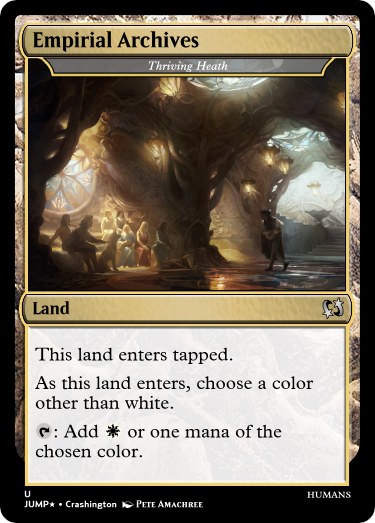 Empirial Archives
Thriving Heath
Land
This land enters tapped.
As this land enters, choose a color
other than white.
: Add or one mana of the
chosen color.
U
HUMANS
JUMP★ • Crashington Pete Amachree